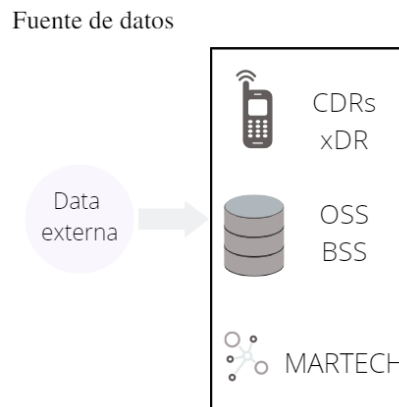 Fuente de datos
CDRs
xDR
Data
externa
OSS
BSS
MARTECH